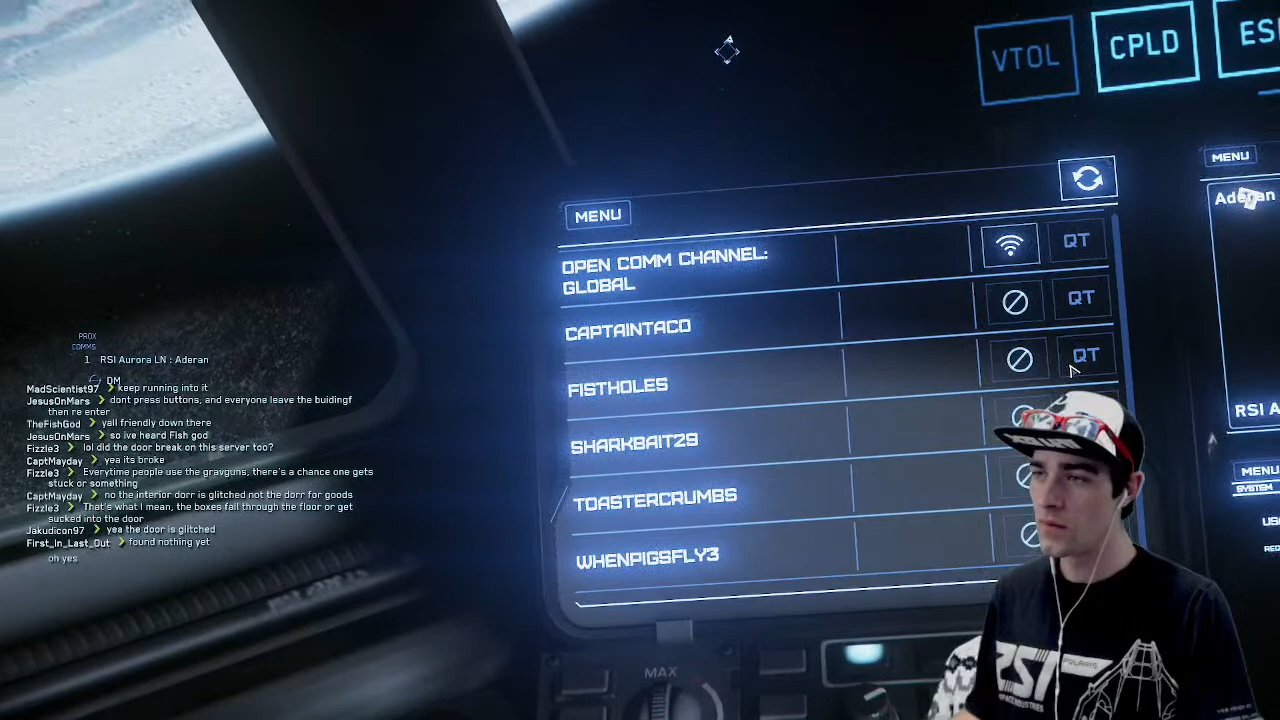 VTOL
CPLD
MENU
MENU
OPEN COMM CHANNEL:
GLOBAL
QT
CAPTAINTACO
QT
FISTHOLES
QT
SHARKBAIT29
TOASTERCRUMBS
WHENPIGSFLY3
RSI A
MENU
SYSTEM
MAX
PROX
COMMS
1 RSI Aurora LN : Aderan
DM
MadScientist97 > keep running into it
JesusOnMars > dont press buttons, and everyone leave the buidingf
then re enter
TheFishGod > yall friendly down there
JesusOnMars > so ive heard Fish god
Fizzle3 > lol did the door break on this server too?
CaptMayday > yea its broke
Fizzle3 > Everytime people use the gravguns, there's a chance one gets
stuck or something
CaptMayday > no the interior dorr is glitched not the dorr for goods
Fizzle3 > That's what I mean, the boxes fall through the floor or get
sucked into the door
Jakudicon97 > yea the door is glitched
First_In_Last_Out > found nothing yet
oh yes
RSI
POLARIS